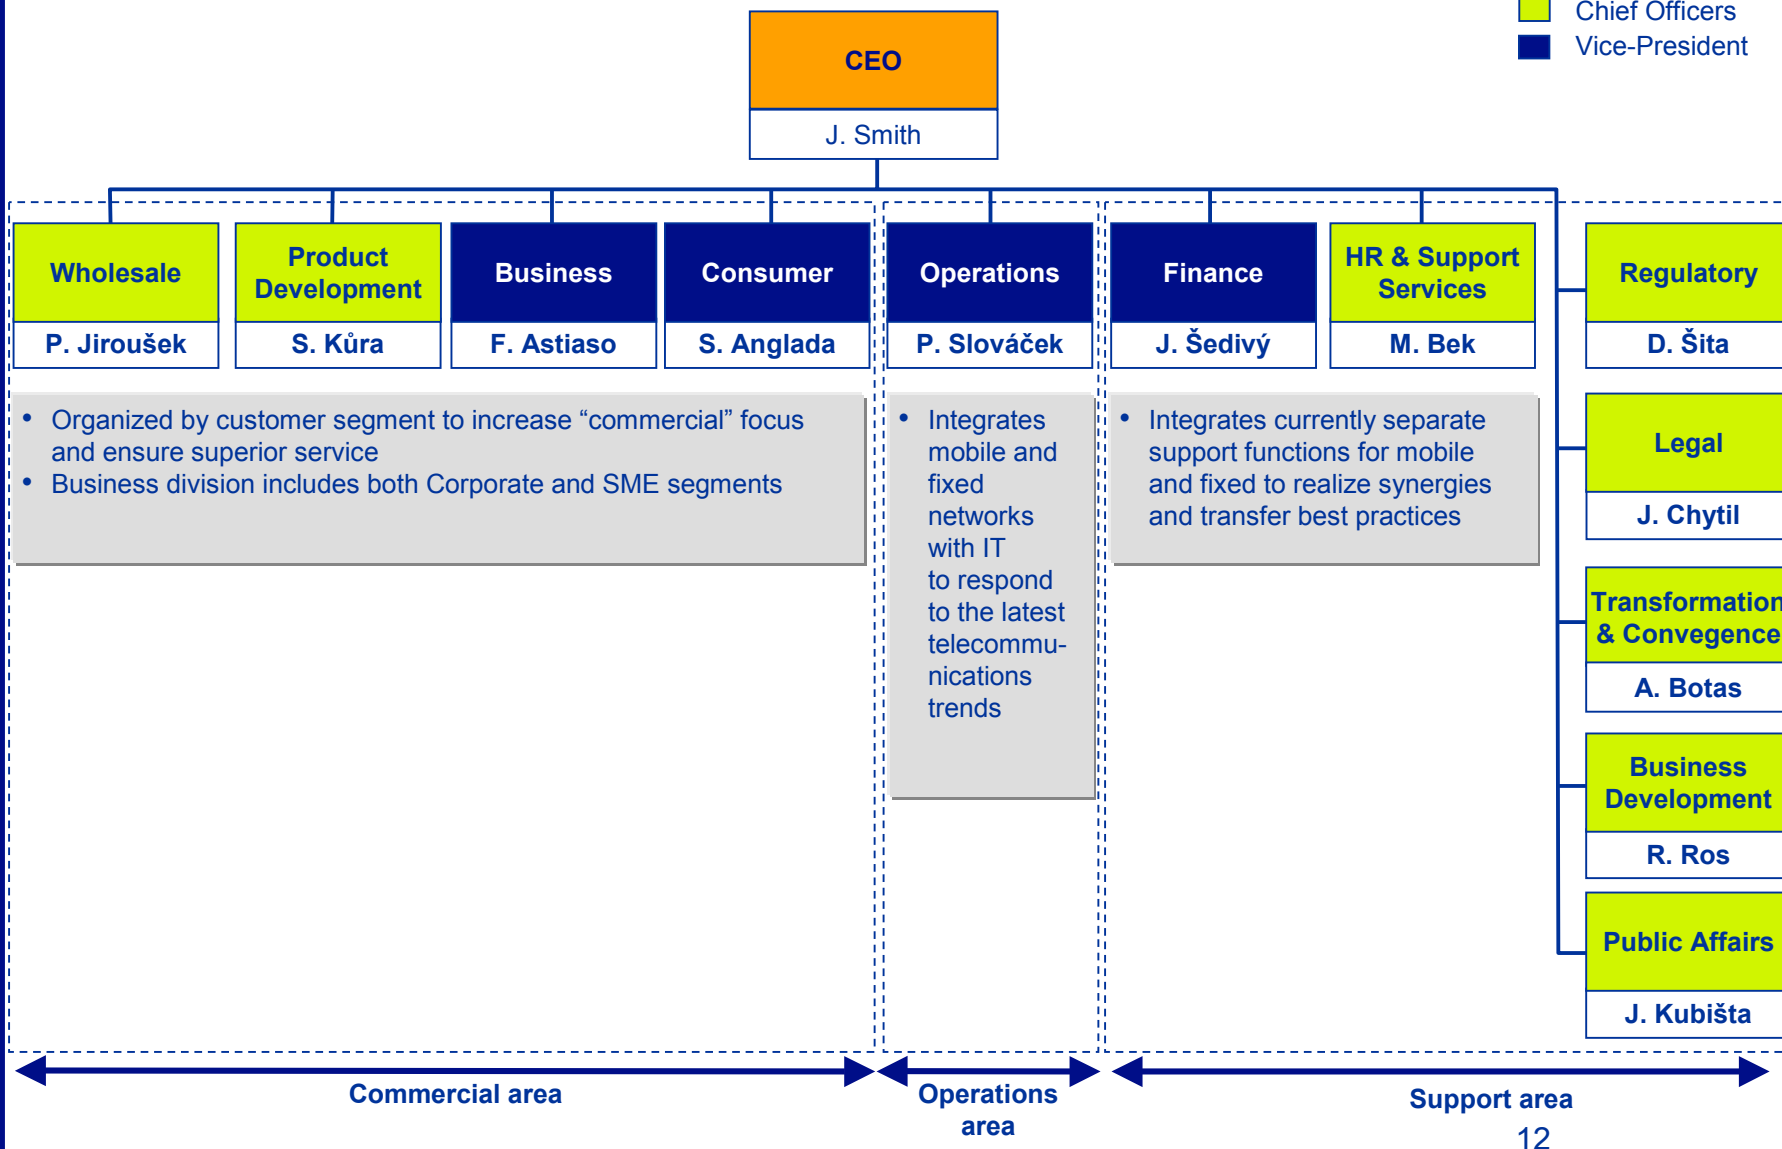 Chief Officers
Vice-President
CEO
J. Smith
Wholesale
P. Jiroušek
Product
Development
S. Kůra
Business
F. Astiaso
Consumer
S. Anglada
Operations
P. Slováček
Finance
J. Šedivý
HR & Support
Services
M. Bek
Regulatory
D. Šita
• Organized by customer segment to increase “commercial” focus
and ensure superior service
• Business division includes both Corporate and SME segments
• Integrates
mobile and
fixed
networks
with IT
to respond
to the latest
telecommu-
nications
trends
• Integrates currently separate
support functions for mobile
and fixed to realize synergies
and transfer best practices
Legal
J. Chytil
Transformation
& Convegence
A. Botas
Business
Development
R. Ros
Public Affairs
J. Kubišta
Commercial area
Operations
area
Support area
12